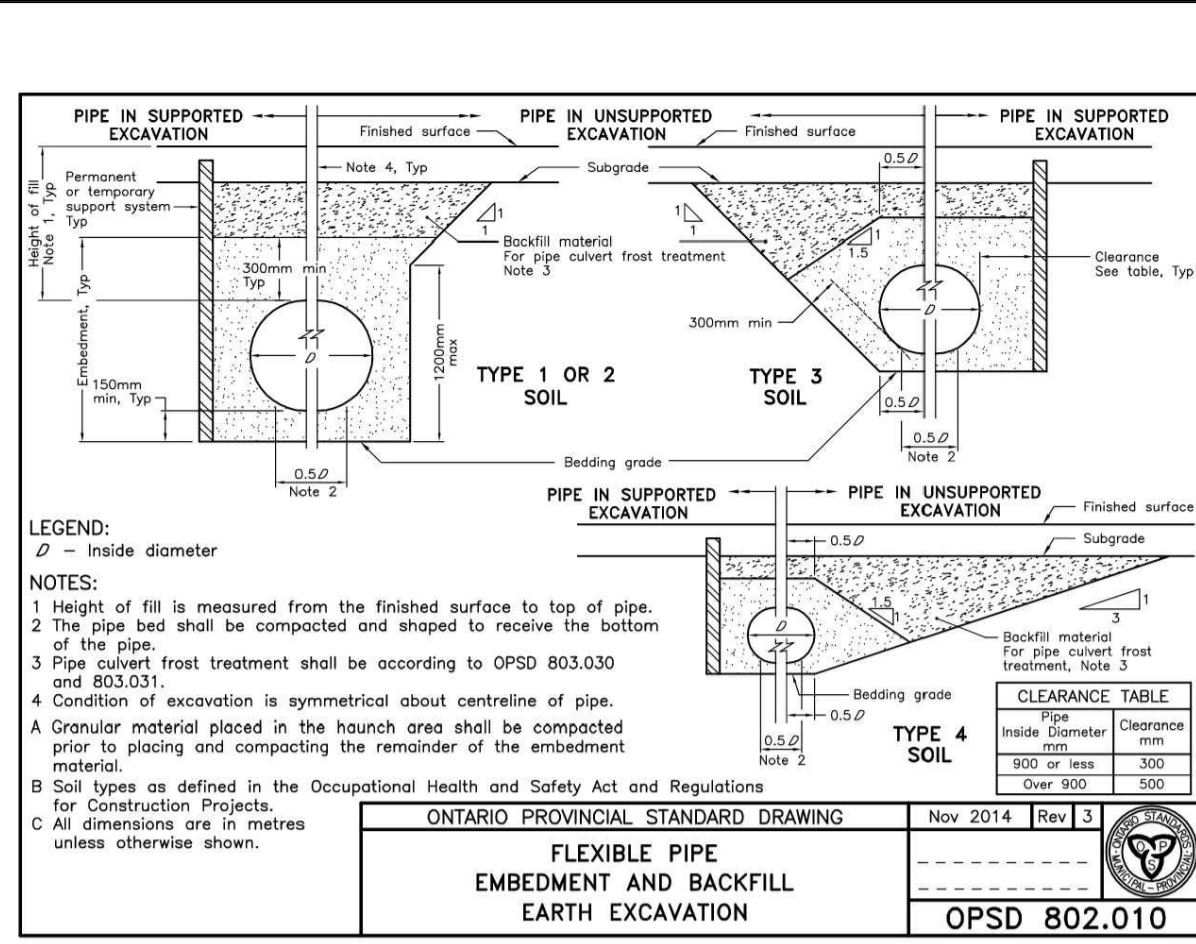 PIPE IN SUPPORTED
EXCAVATION
PIPE IN UNSUPPORTED
EXCAVATION
PIPE IN SUPPORTED
EXCAVATION
Finished surface
Finished surface
Note 4, Typ
Subgrade
0.5D
Height of fill
Note 1, Typ
Permanent
or temporary
support system
Typ
1
1
1
1
1
1.5
Backfill material
For pipe culvert frost treatment
Note 3
Clearance
See table, Typ
300mm min
Typ
300mm min
Embedment, Typ
D
D
1200mm
max
150mm
min, Typ
TYPE 1 OR 2
SOIL
TYPE 3
SOIL
0.5D
0.5D
Note 2
0.5D
Note 2
Bedding grade
PIPE IN SUPPORTED
EXCAVATION
PIPE IN UNSUPPORTED
EXCAVATION
Finished surface
Subgrade
0.5D
1.5
1
1
3
D
Backfill material
For pipe culvert frost
treatment, Note 3
Bedding grade
0.5D
0.5D
Note 2
TYPE 4
SOIL
LEGEND:
D – Inside diameter
NOTES:
1 Height of fill is measured from the finished surface to top of pipe.
2 The pipe bed shall be compacted and shaped to receive the bottom
of the pipe.
3 Pipe culvert frost treatment shall be according to OPSD 803.030
and 803.031.
4 Condition of excavation is symmetrical about centreline of pipe.
A Granular material placed in the haunch area shall be compacted
prior to placing and compacting the remainder of the embedment
material.
B Soil types as defined in the Occupational Health and Safety Act and Regulations
for Construction Projects.
C All dimensions are in metres
unless otherwise shown.
CLEARANCE TABLE
Pipe
Inside Diameter
mm
Clearance
mm
900 or less
300
Over 900
500
ONTARIO PROVINCIAL STANDARD DRAWING
Nov 2014
Rev 3
FLEXIBLE PIPE
EMBEDMENT AND BACKFILL
EARTH EXCAVATION
ONTARIO STANDARDS
MUNICIPAL – PROVINCIAL
O P S
OPSD 802.010